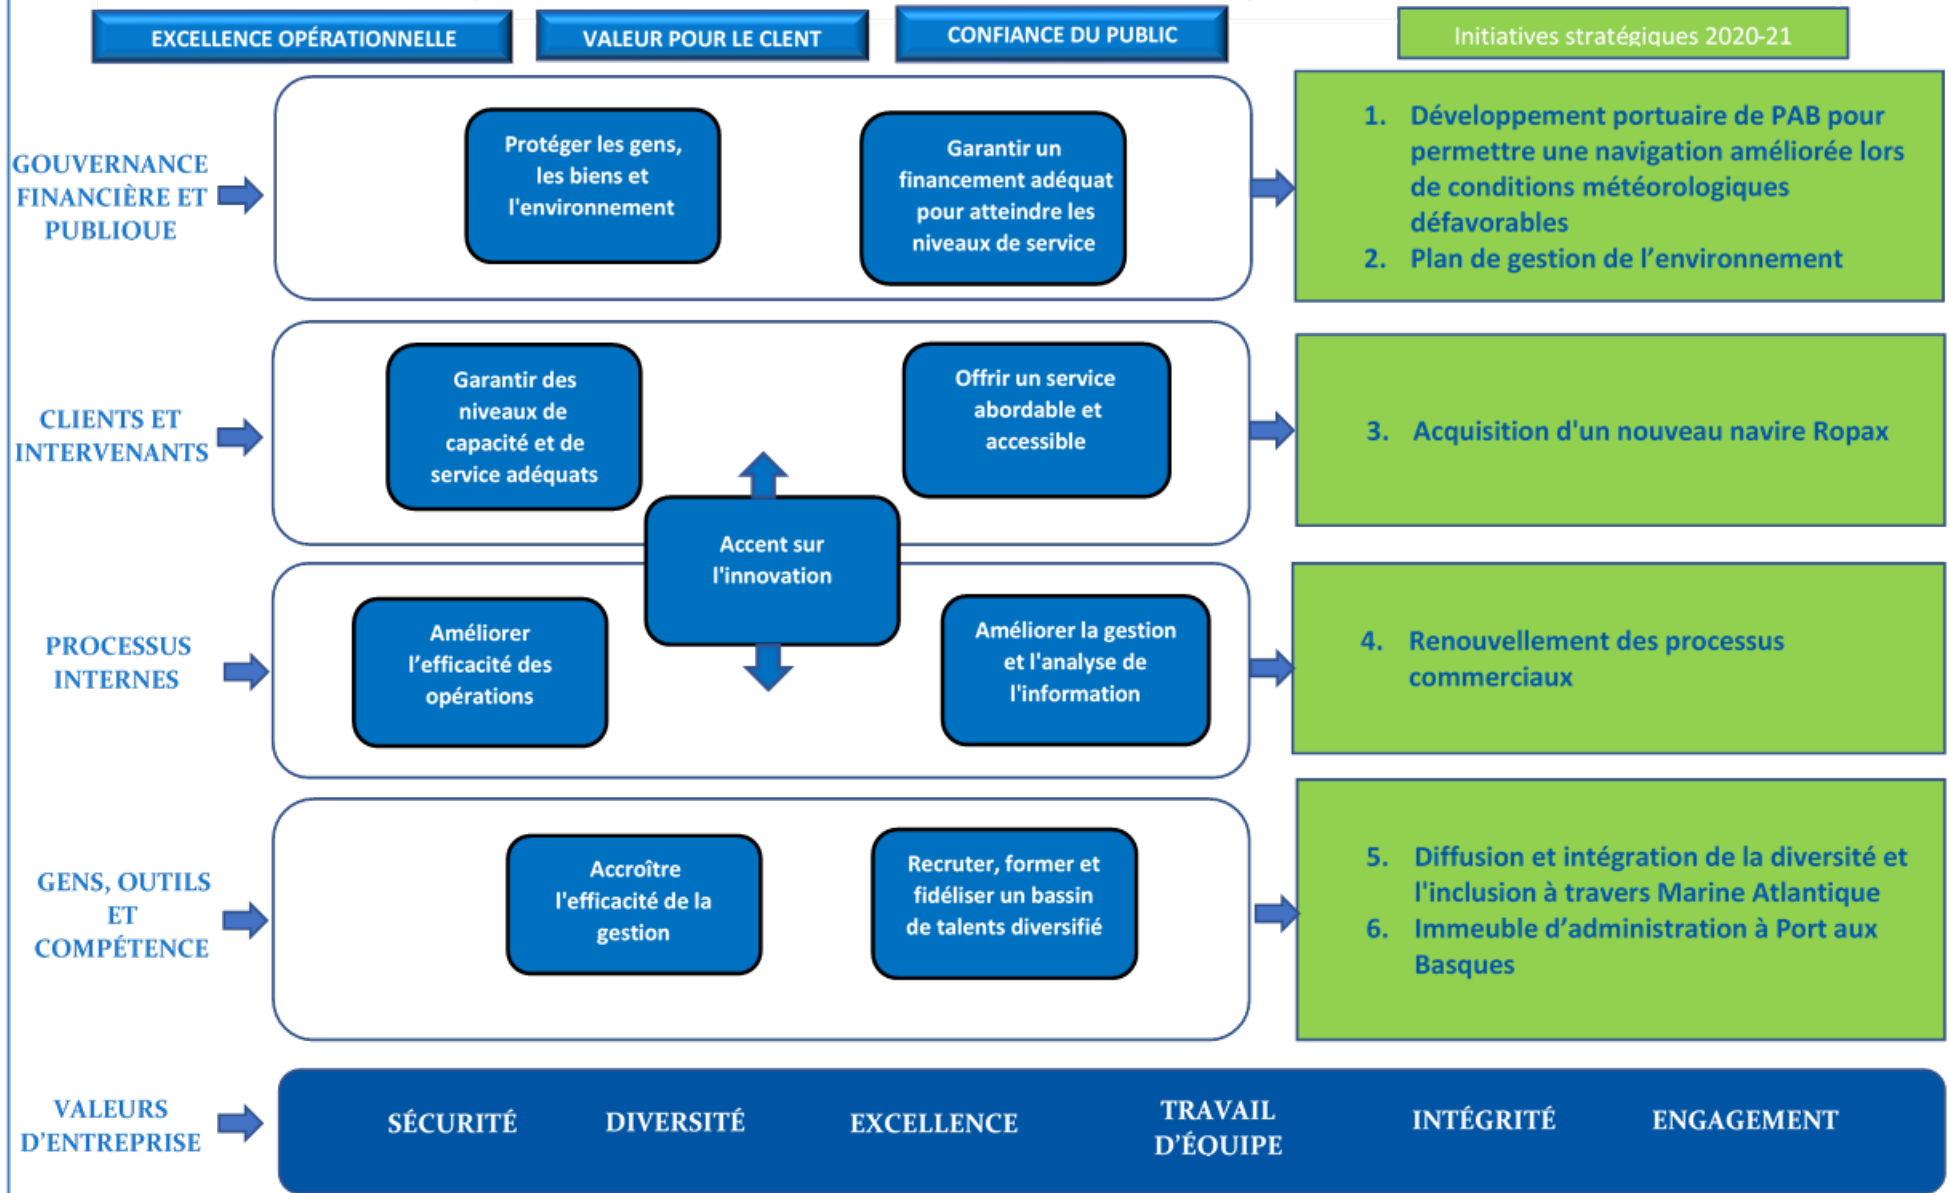 EXCELLENCE OPÉRATIONNELLE
VALEUR POUR LE CLENT
CONFIANCE DU PUBLIC
Initiatives stratégiques 2020-21
GOUVERNANCE
FINANCIÈRE ET
PUBLIOUE
Protéger les gens,
les biens et
l'environnement
Garantir un
financement adéquat
pour atteindre les
niveaux de service
1. Développement portuaire de PAB pour
permettre une navigation améliorée lors
de conditions météorologiques
défavorables
2. Plan de gestion de l’environnement
CLIENTS ET
INTERVENANTS
Garantir des
niveaux de
capacité et de
service adéquats
Offrir un service
abordable et
accessible
3. Acquisition d'un nouveau navire Ropax
Accent sur
l'innovation
PROCESSUS
INTERNES
Améliorer
l’efficacité des
opérations
Améliorer la gestion
et l'analyse de
l'information
4. Renouvellement des processus
commerciaux
GENS, OUTILS
ET
COMPÉTENCE
Accroître
l'efficacité de la
gestion
Recruter, former et
fidéliser un bassin
de talents diversifié
5. Diffusion et intégration de la diversité et
l'inclusion à travers Marine Atlantique
6. Immeuble d’administration à Port aux
Basques
VALEURS
D’ENTREPRISE
SÉCURITÉ
DIVERSITÉ
EXCELLENCE
TRAVAIL
D’ÉQUIPE
INTÉGRITÉ
ENGAGEMENT